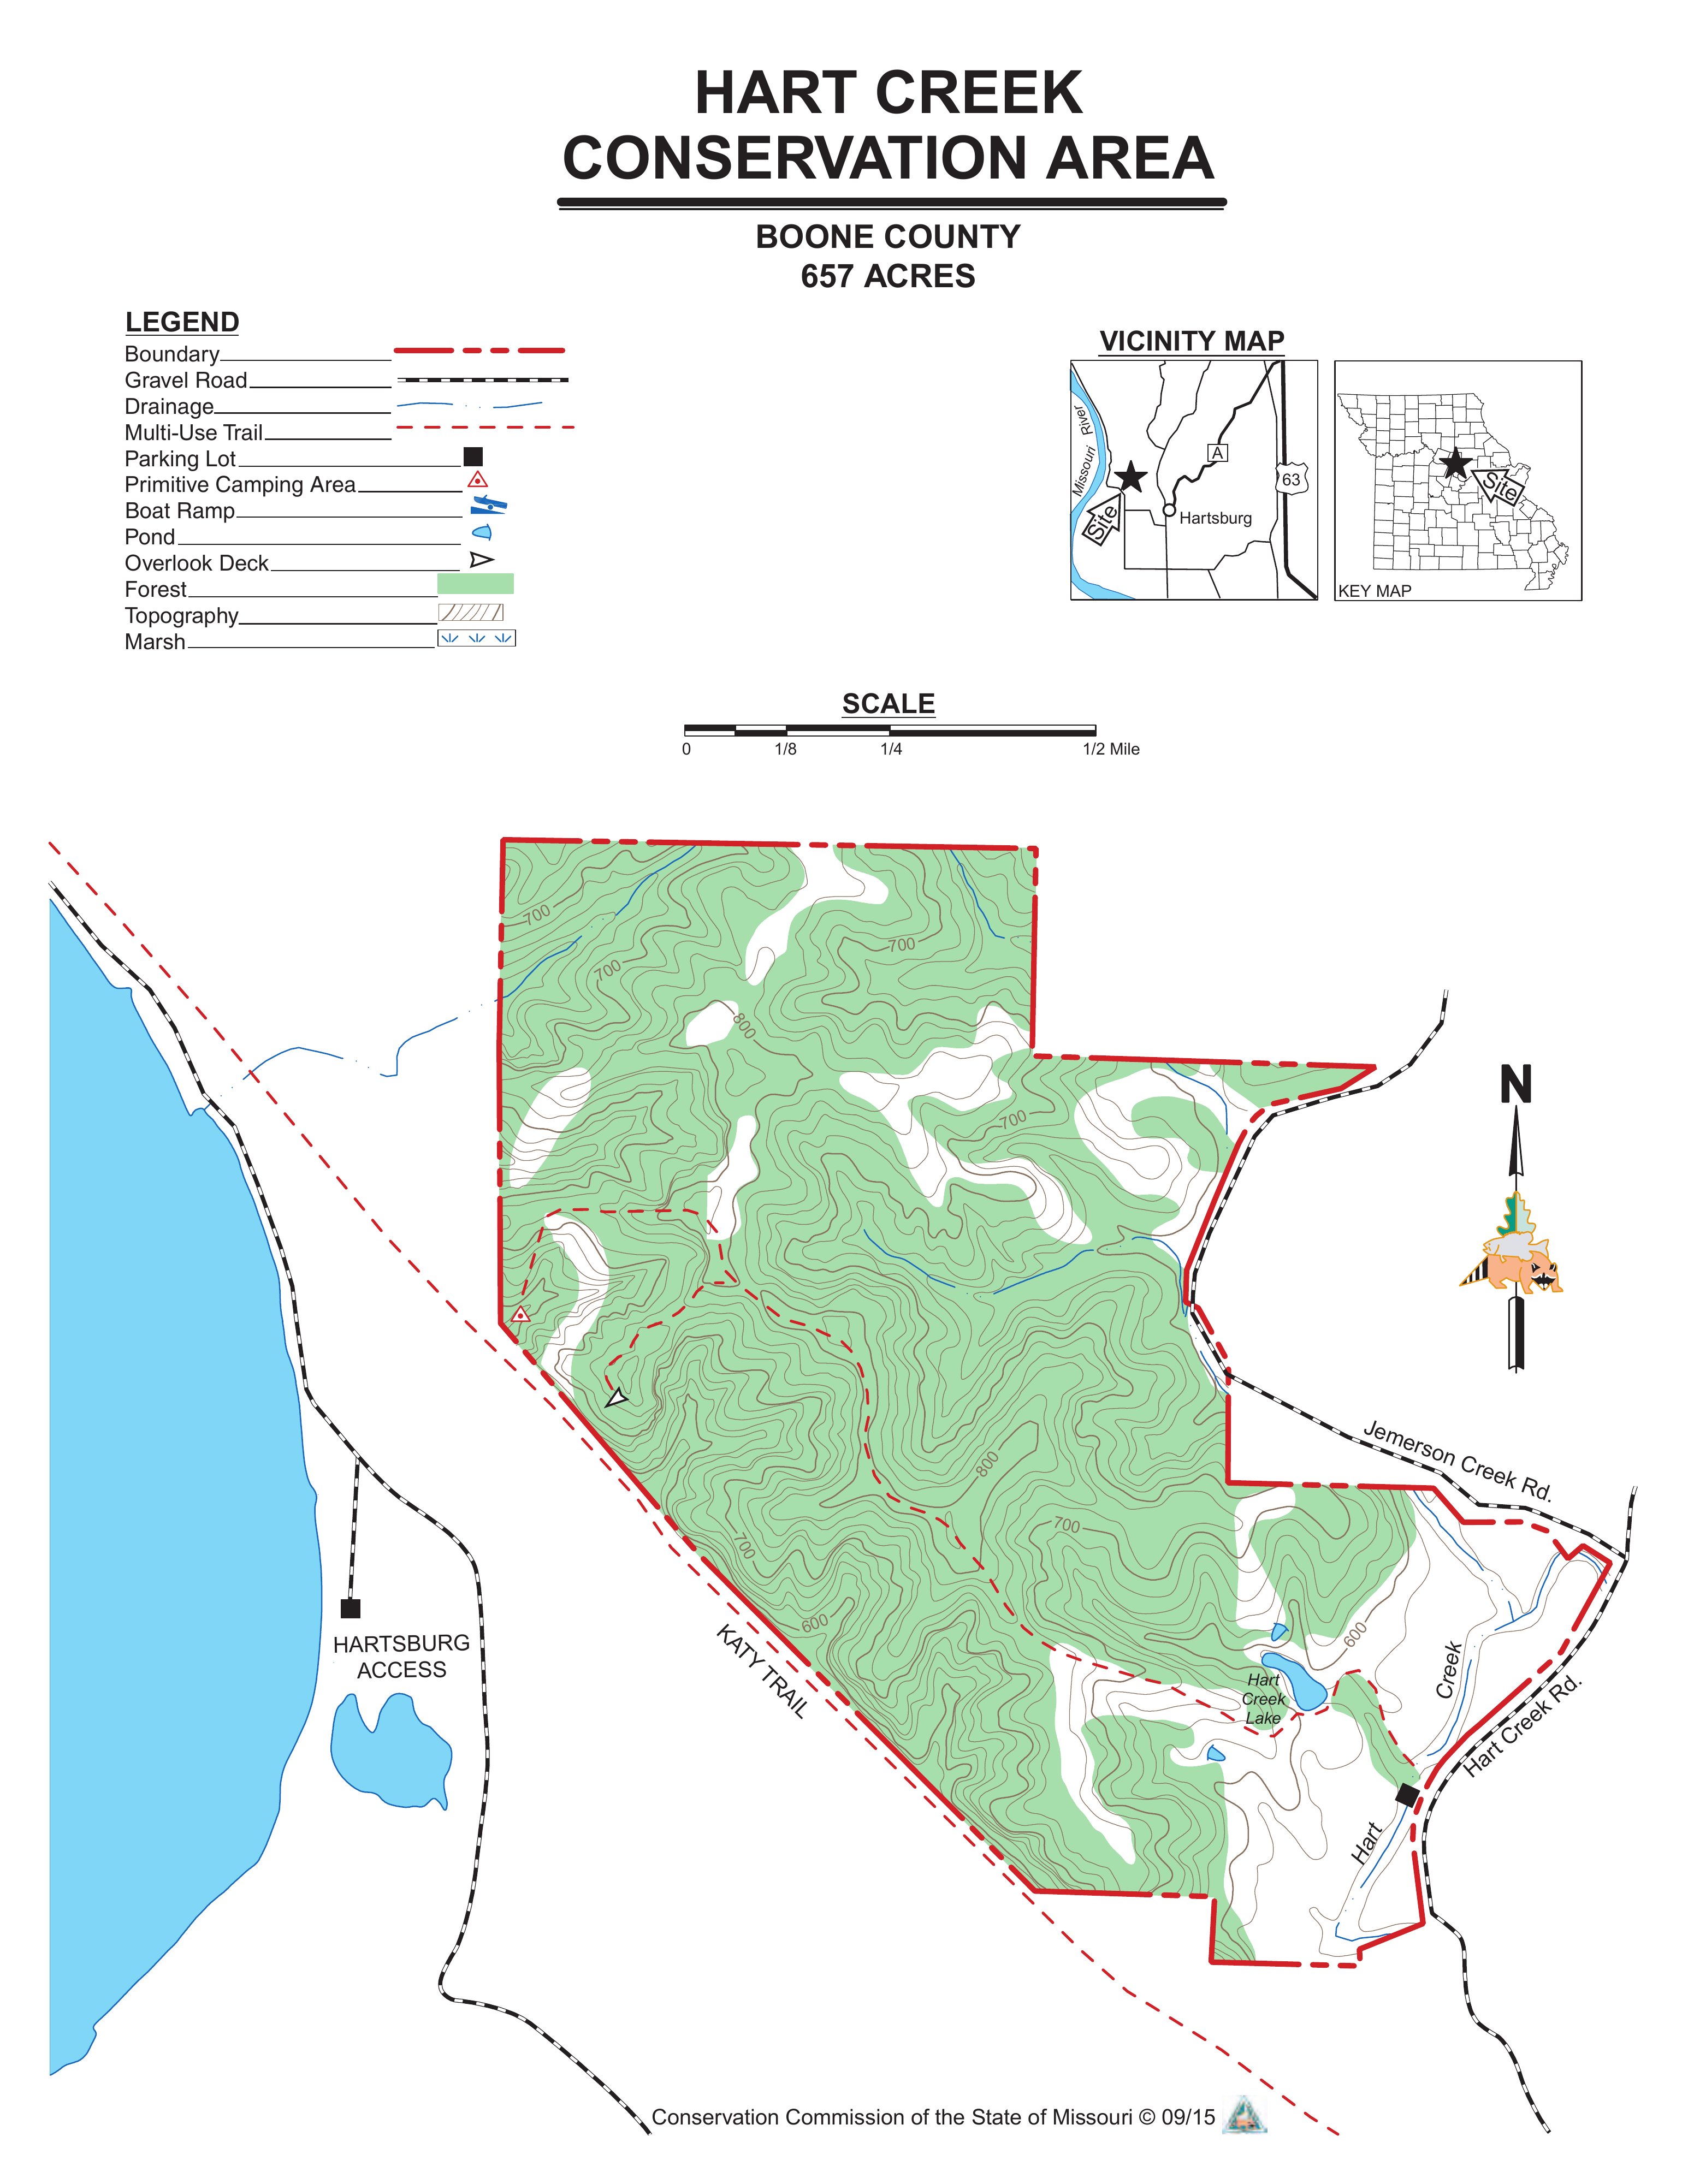 HART CREEK
CONSERVATION AREA
BOONE COUNTY
657 ACRES
LEGEND
Boundary
Gravel Road
Drainage
Multi-Use Trail
Parking Lot
Primitive Camping Area
Boat Ramp
Pond
Overlook Deck
Forest
Topography
Marsh
VICINITY MAP
Missouri River
A
63
Site
Hartsburg
Site
KEY MAP
SCALE
0 1/8 1/4 1/2 Mile
700
700
700
800
700
N
Jemerson Creek Rd.
800
700
700
600
600
HARTSBURG
ACCESS
KATY TRAIL
Hart
Creek
Lake
Hart Creek
Hart Creek Rd.
Conservation Commission of the State of Missouri © 09/15